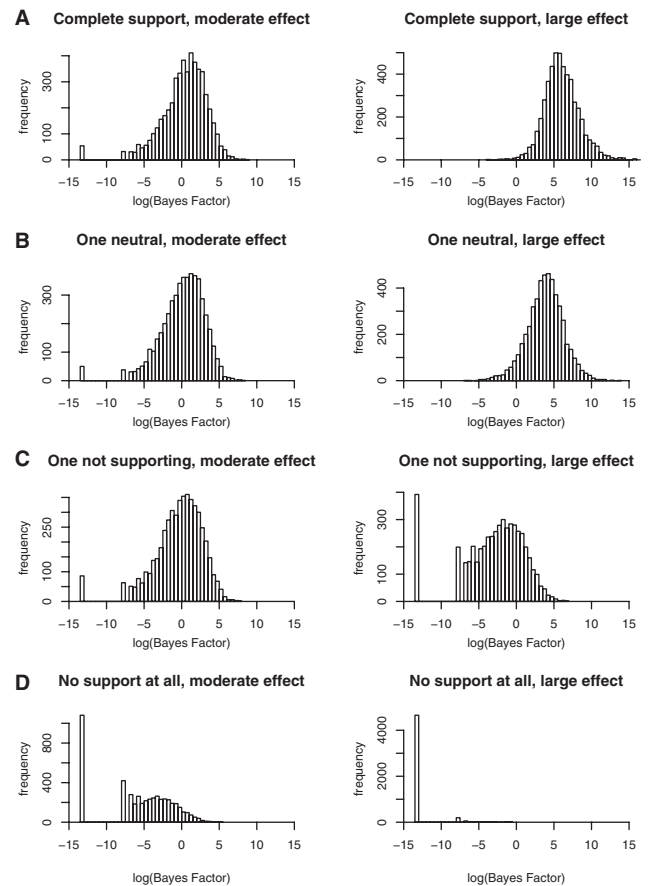 A Complete support, moderate effect
Complete support, large effect
frequency
0 100 300
−15 −10 −5 0 5 10 15
log(Bayes Factor)
frequency
0 200 400
−15 −10 −5 0 5 10 15
log(Bayes Factor)
B One neutral, moderate effect
One neutral, large effect
frequency
0 100 300
−15 −10 −5 0 5 10 15
log(Bayes Factor)
frequency
0 200 400
−15 −10 −5 0 5 10 15
log(Bayes Factor)
C One not supporting, moderate effect
One not supporting, large effect
frequency
0 100 250
−15 −10 −5 0 5 10 15
log(Bayes Factor)
frequency
0 100 300
−15 −10 −5 0 5 10 15
log(Bayes Factor)
D No support at all, moderate effect
No support at all, large effect
frequency
0 400 800
−15 −10 −5 0 5 10 15
log(Bayes Factor)
frequency
0 2000 4000
−15 −10 −5 0 5 10 15
log(Bayes Factor)